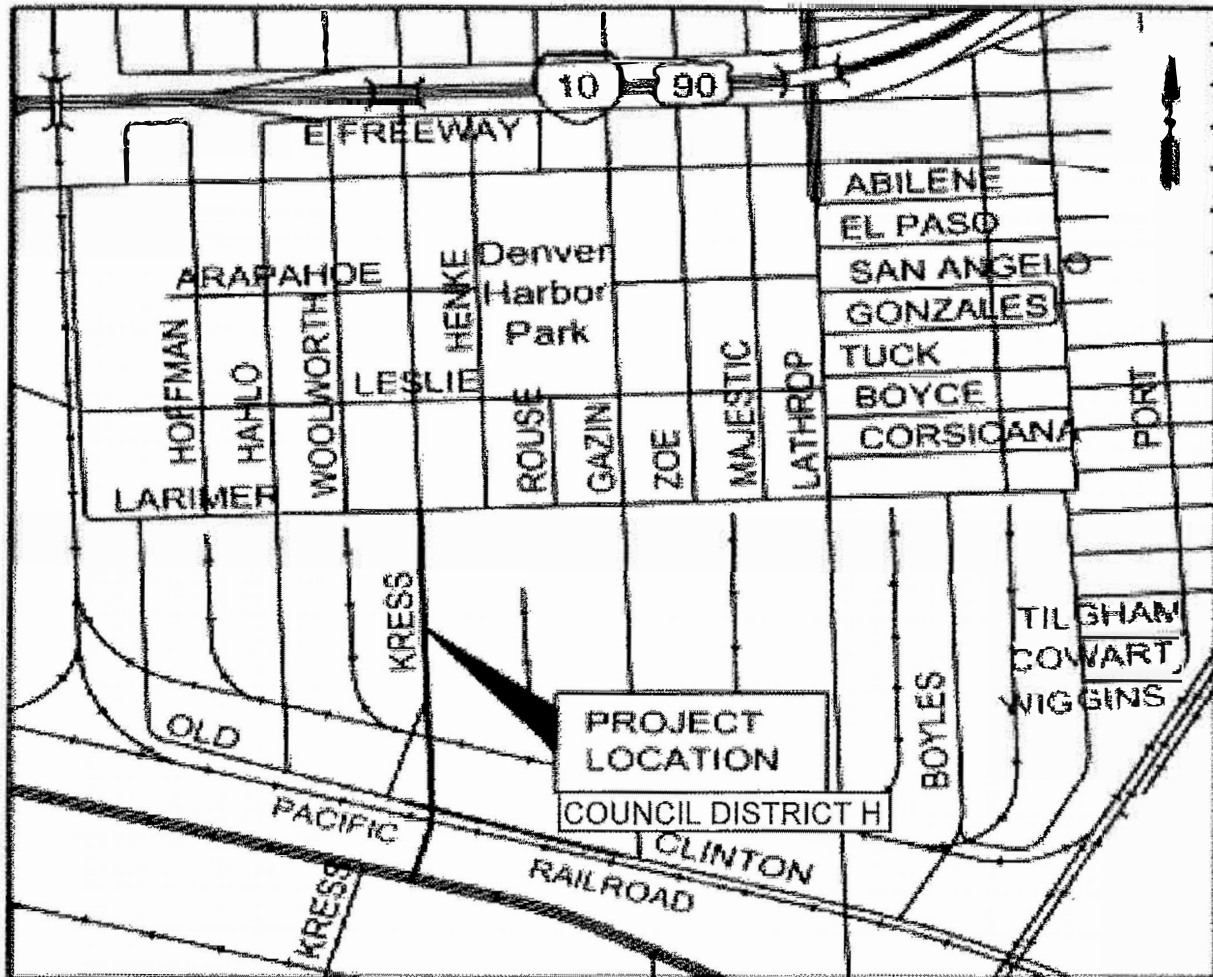 10
90
E FREEWAY
ABILENE
EL PASO
SAN ANGELO
GONZALES
TUCK
BOYCE
CORSICANA
ARAPAHOE
HENKE
Denver
Harbor
Park
HOFFMAN
HAHLO
WOOLWORTH
LESLIE
ROUSE
GAZIN
ZOE
MAJESTIC
LATHROP
PORT
LARIMER
KRESS
TILGHAM
COWART
WIGGINS
BOYLES
PROJECT
LOCATION
COUNCIL DISTRICT H
OLD
CLINTON
PACIFIC
RAILROAD
KRESS